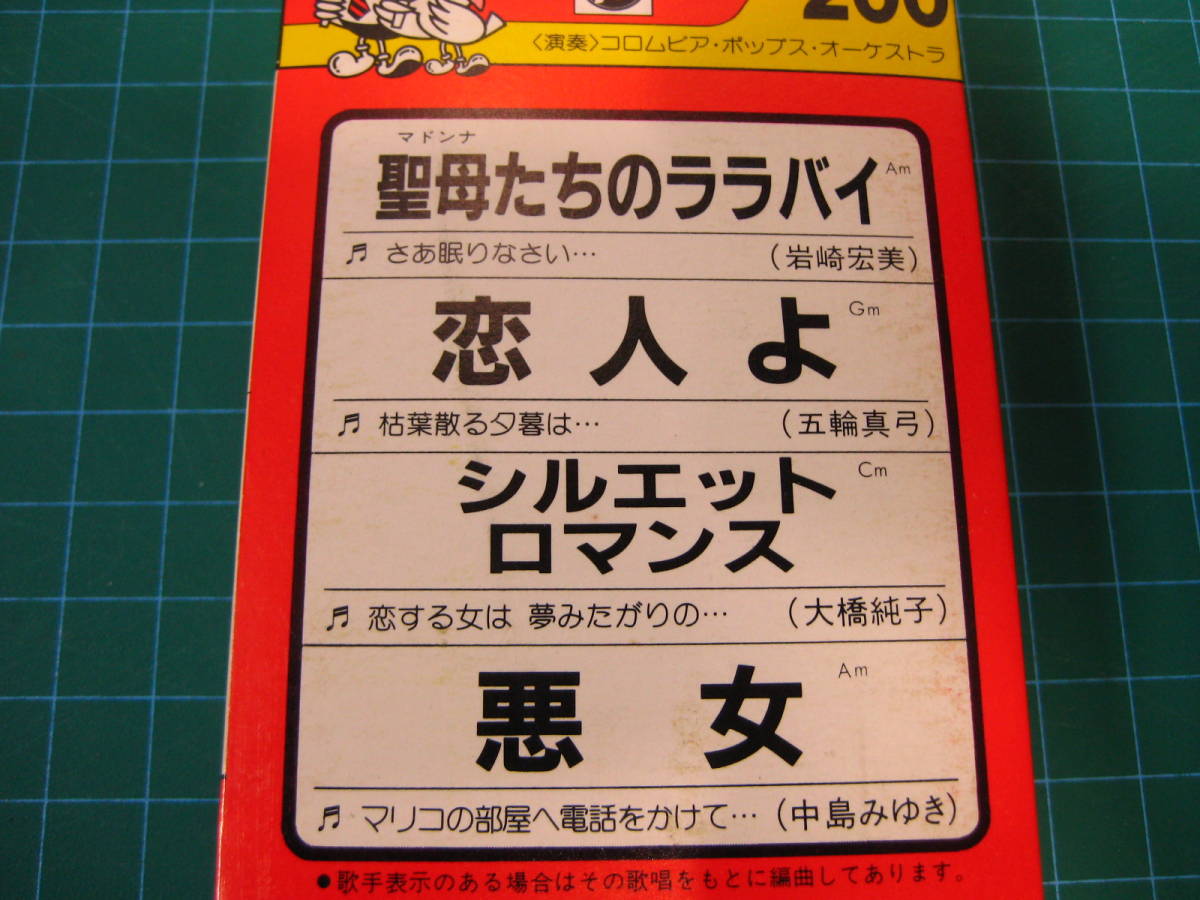 200
〈演奏〉コロムビア・ポップス・オーケストラ
マドンナ
聖母たちのララバイ Am
♬ さあ眠りなさい… (岩崎宏美)
恋人よ Gm
♬ 枯葉散る夕暮は… (五輪真弓)
シルエット Cm
ロマンス
♬ 恋する女は 夢みたがりの… (大橋純子)
悪女 Am
♬ マリコの部屋へ電話をかけて… (中島みゆき)
●歌手表示のある場合はその歌唱をもとに編曲してあります。